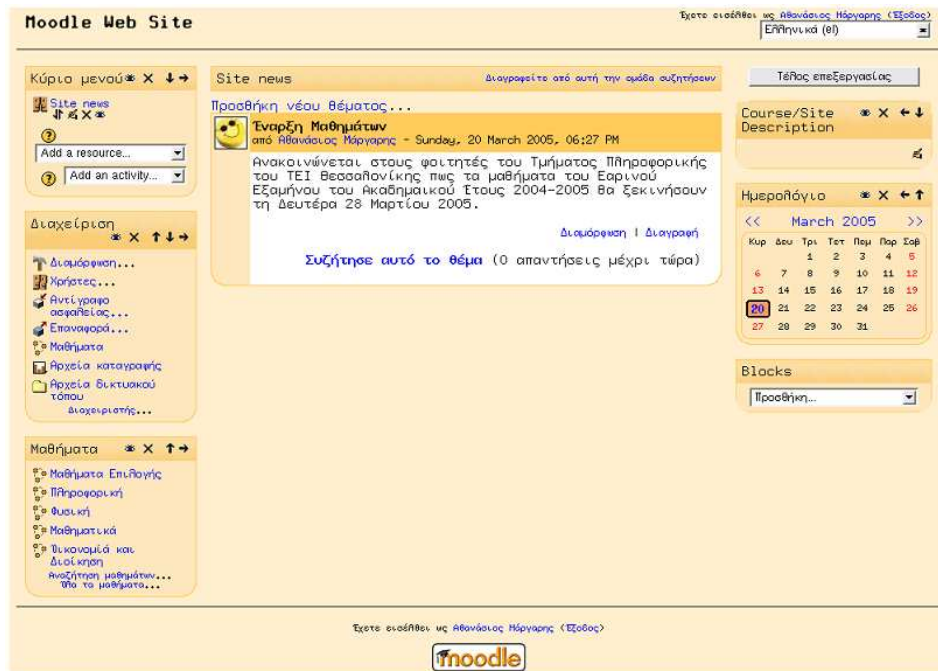 Moodle Web Site
Έχετε εισέλθει ως Αθανάσιος Μάργαρης (Έξοδος)
Ελληνικά (el)
Κύριο μενού
Site news
Add a resource...
Add an activity...
Διαχείριση
Διαμόρφωση...
Χρήστες...
Αντίγραφο
ασφαλείας...
Επαναφορά...
Μαθήματα
Αρχεία καταγραφής
Αρχεία δικτυακού
τόπου
Διαχειριστής...
Μαθήματα
Μαθήματα Επιλογής
Πληροφορική
Φυσική
Μαθηματικά
Οικονομία και
Διοίκηση
Αναζήτηση μαθημάτων...
Όλα τα μαθήματα...
Site news
Διαγραφείτε από αυτή την ομάδα συζητήσεων
Προσθήκη νέου θέματος...
Έναρξη Μαθημάτων
από Αθανάσιος Μάργαρης - Sunday, 20 March 2005, 06:27 PM
Ανακοινώνεται στους φοιτητές του Τμήματος Πληροφορικής
του ΤΕΙ Θεσσαλονίκης πως τα μαθήματα του Εαρινού
Εξαμήνου του Ακαδημαικού Έτους 2004-2005 θα ξεκινήσουν
τη Δευτέρα 28 Μαρτίου 2005.
Διαμόρφωση | Διαγραφή
Συζήτησε αυτό το θέμα (0 απαντήσεις μέχρι τώρα)
Τέλος επεξεργασίας
Course/Site
Description
Ημερολόγιο
<< March 2005 >>
Κυρ Δευ Τρι Τετ Πεμ Παρ Σαβ
1 2 3 4 5
6 7 8 9 10 11 12
13 14 15 16 17 18 19
20 21 22 23 24 25 26
27 28 29 30 31
Blocks
Προσθήκη...
Έχετε εισέλθει ως Αθανάσιος Μάργαρης (Έξοδος)
moodle